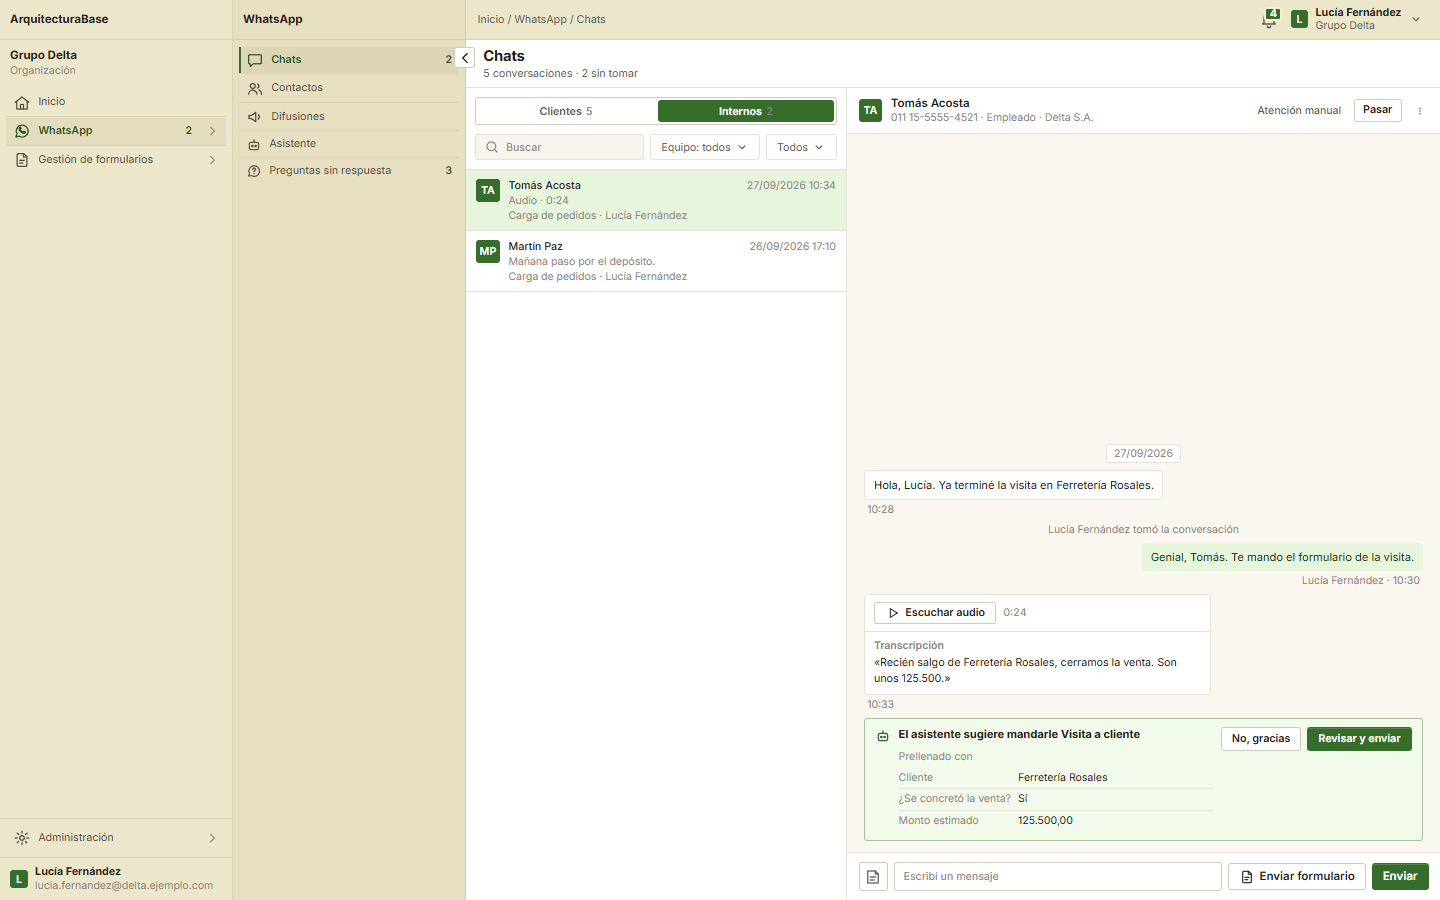 ArquitecturaBase
Grupo Delta
Organización
Inicio
WhatsApp 2
Gestión de formularios
Administración
L
Lucía Fernández
lucia.fernandez@delta.ejemplo.com
WhatsApp
Chats 2
Contactos
Difusiones
Asistente
Preguntas sin respuesta 3
Inicio / WhatsApp / Chats
4
L
Lucía Fernández
Grupo Delta
Chats
5 conversaciones · 2 sin tomar
Clientes 5
Internos 2
Buscar
Equipo: todos
Todos
TA
Tomás Acosta 27/09/2026 10:34
Audio · 0:24
Carga de pedidos · Lucía Fernández
MP
Martín Paz 26/09/2026 17:10
Mañana paso por el depósito.
Carga de pedidos · Lucía Fernández
TA
Tomás Acosta
011 15-5555-4521 · Empleado · Delta S.A.
Atención manual
Pasar
27/09/2026
Hola, Lucía. Ya terminé la visita en Ferretería Rosales.
10:28
Lucía Fernández tomó la conversación
Genial, Tomás. Te mando el formulario de la visita.
Lucía Fernández · 10:30
Escuchar audio 0:24
Transcripción
«Recién salgo de Ferretería Rosales, cerramos la venta. Son
unos 125.500.»
10:33
El asistente sugiere mandarle Visita a cliente
No, gracias
Revisar y enviar
Prellenado con
Cliente Ferretería Rosales
¿Se concretó la venta? Sí
Monto estimado 125.500,00
Escribí un mensaje
Enviar formulario
Enviar